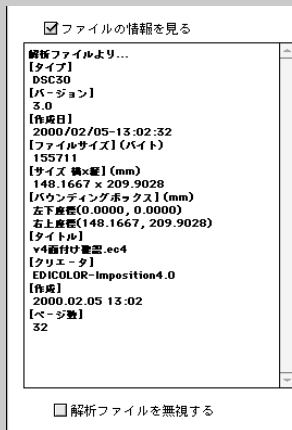 ファイルの情報を見る
解析ファイルより...
[タイプ]
DSC30
[バージョン]
3.0
[作成日]
2000/02/05-13:02:32
[ファイルサイズ](バイト)
155711
[サイズ 横x縦](mm)
148.1667 x 209.9028
[バウンディングボックス](mm)
左下座標(0.0000, 0.0000)
右上座標(148.1667, 209.9028)
[タイトル]
v4面付け確認.ec4
[クリエータ]
EDICOLOR-Imposition4.0
[作成]
2000.02.05 13:02
[ページ数]
32
解析ファイルを無視する